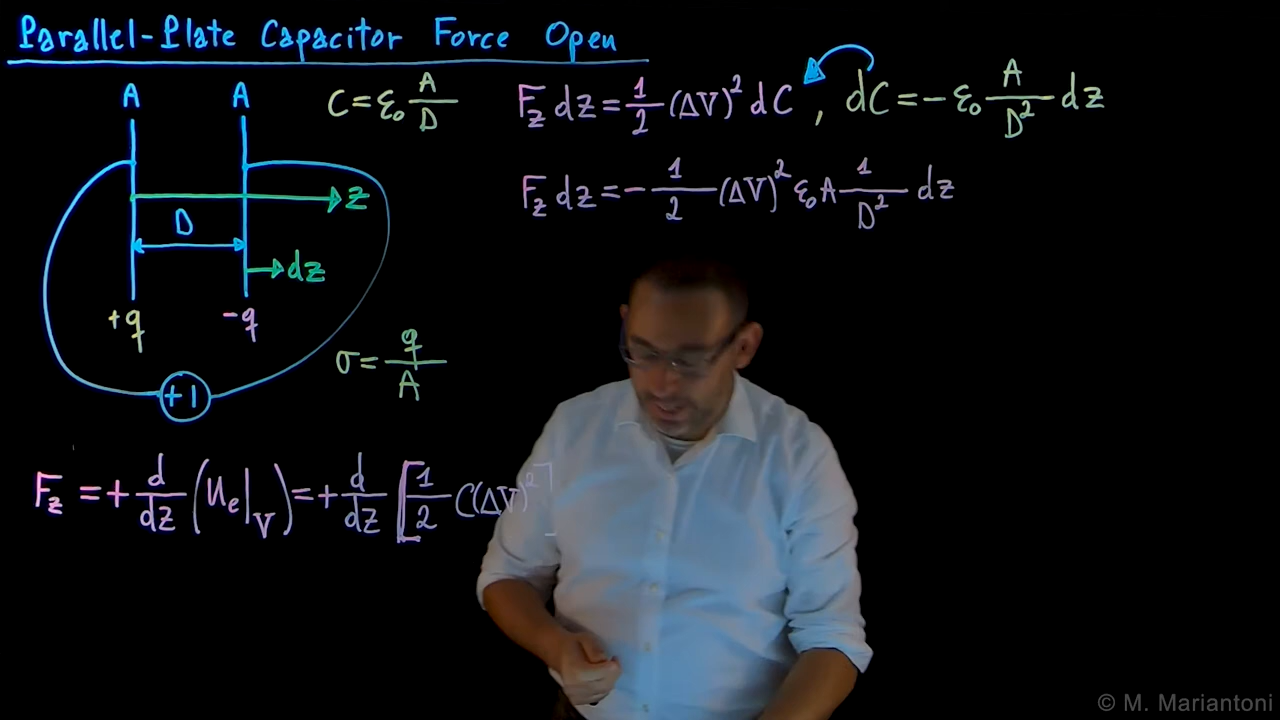 Parallel-Plate Capacitor Force Open
A A
C = ε₀ A/D
F_z dz = 1/2 (ΔV)² dC , dC = - ε₀ A/D² dz
F_z dz = - 1/2 (ΔV)² ε₀ A 1/D² dz
z
D
dz
+q -q
σ = q/A
+1
F_z = + d/dz (U_e|_V) = + d/dz [1/2 C(ΔV)²]
© M. Mariantoni